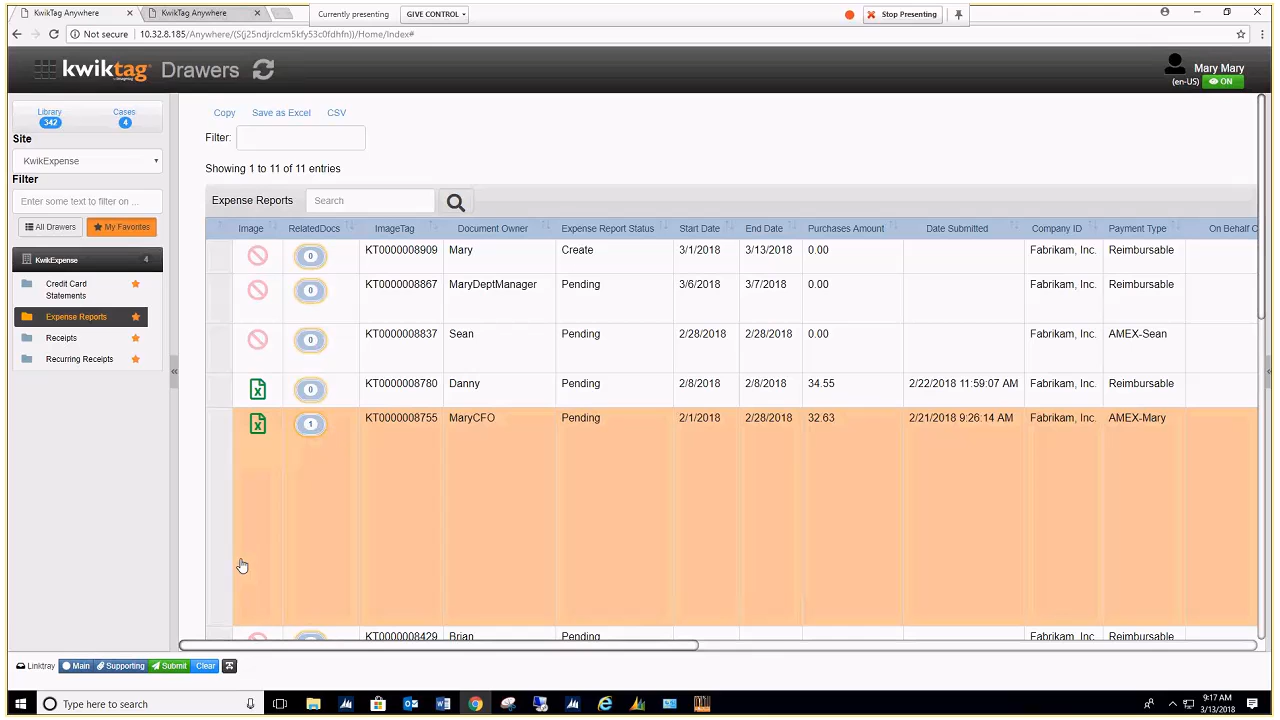 KwikTag Anywhere
KwikTag Anywhere
Currently presenting
GIVE CONTROL
Stop Presenting
Not secure
10.32.8.185/Anywhere/(S(j25ndjrclcm5kfy53c0fdhfn))/Home/Index#
kwiktag Drawers
Mary Mary
(en-US) ON
Library
342
Cases
4
Site
KwikExpense
Filter
Enter some text to filter on ...
All Drawers
My Favorites
KwikExpense 4
Credit Card
Statements
Expense Reports
Receipts
Recurring Receipts
Copy Save as Excel CSV
Filter:
Showing 1 to 11 of 11 entries
Expense Reports Search
Image RelatedDocs ImageTag Document Owner Expense Report Status Start Date End Date Purchases Amount Date Submitted Company ID Payment Type On Behalf
0 KT0000008909 Mary Create 3/1/2018 3/13/2018 0.00 Fabrikam, Inc. Reimbursable
0 KT0000008867 MaryDeptManager Pending 3/6/2018 3/7/2018 0.00 Fabrikam, Inc. Reimbursable
0 KT0000008837 Sean Pending 2/28/2018 2/28/2018 0.00 Fabrikam, Inc. AMEX-Sean
0 KT0000008780 Danny Pending 2/8/2018 2/8/2018 34.55 2/22/2018 11:59:07 AM Fabrikam, Inc. Reimbursable
1 KT0000008755 MaryCFO Pending 2/1/2018 2/28/2018 32.63 2/21/2018 9:26:14 AM Fabrikam, Inc. AMEX-Mary
KT0000008429 Brian Pending Fabrikam, Inc. Reimbursable
Linktray Main Supporting Submit Clear
Type here to search
9:17 AM
3/13/2018